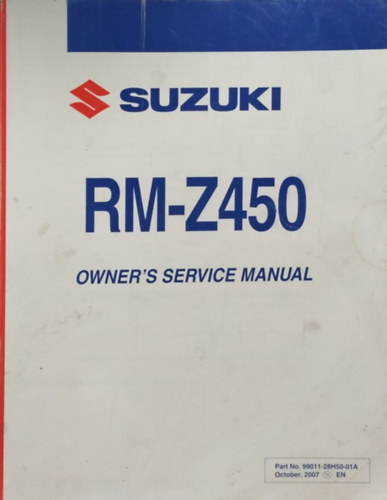 SUZUKI
RM-Z450
OWNER'S SERVICE MANUAL
Part No. 99011-28H50-01A
October, 2007 EN